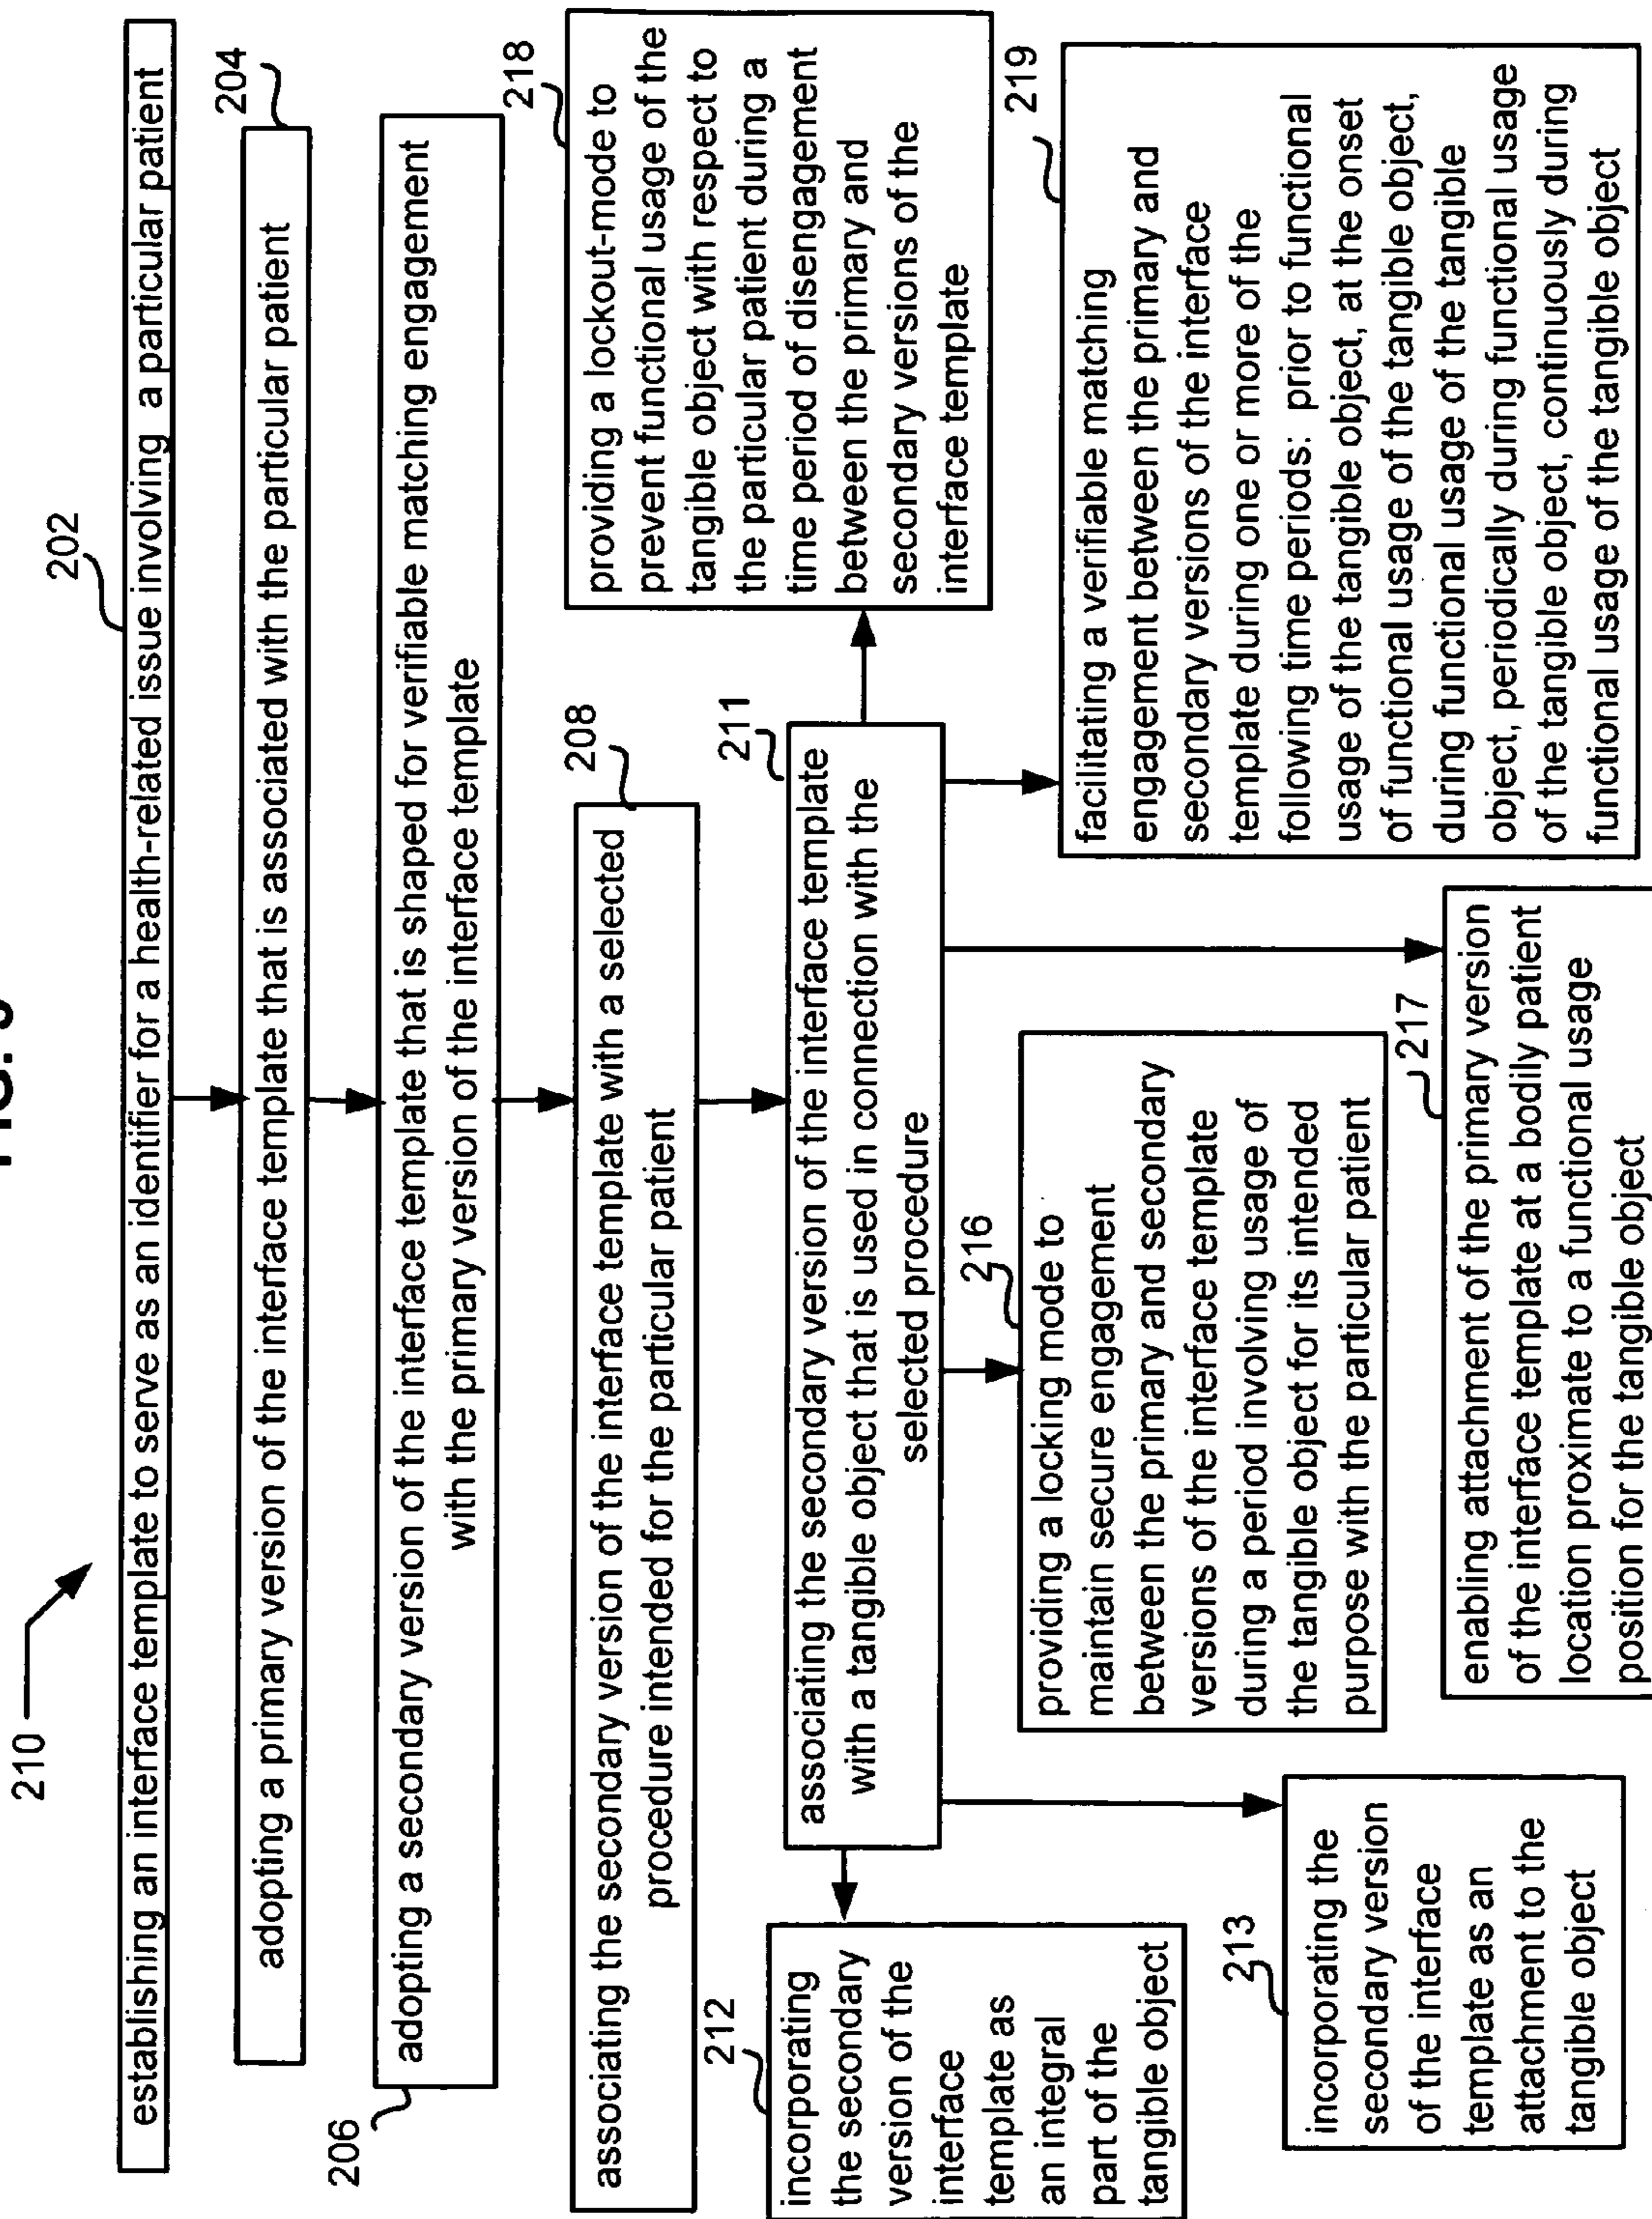 FIG.
210
202
establishing an interface template to serve as an identifier for a health-related issue involving a particular patient
204
adopting a primary version of the interface template that is associated with the particular patient
206
adopting a secondary version of the interface template that is shaped for verifiable matching engagement
with the primary version of the interface template
208
associating the secondary version of the interface template with a selected
procedure intended for the particular patient
211
associating the secondary version of the interface template
with a tangible object that is used in connection with the
selected procedure
212
incorporating
the secondary
version of the
interface
template as
an integral
part of the
tangible object
213
incorporating the
secondary version
of the interface
template as an
attachment to the
tangible object
216
providing a locking mode to
maintain secure engagement
between the primary and secondary
versions of the interface template
during a period involving usage of
the tangible object for its intended
purpose with the particular patient
217
enabling attachment of the primary version
of the interface template at a bodily patient
location proximate to a functional usage
position for the tangible object
218
providing a lockout-mode to
prevent functional usage of the
tangible object with respect to
the particular patient during a
time period of disengagement
between the primary and
secondary versions of the
interface template
219
facilitating a verifiable matching
engagement between the primary and
secondary versions of the interface
template during one or more of the
following time periods: prior to functional
usage of the tangible object, at the onset
of functional usage of the tangible object,
during functional usage of the tangible
object, periodically during functional usage
of the tangible object, continuously during
functional usage of the tangible object